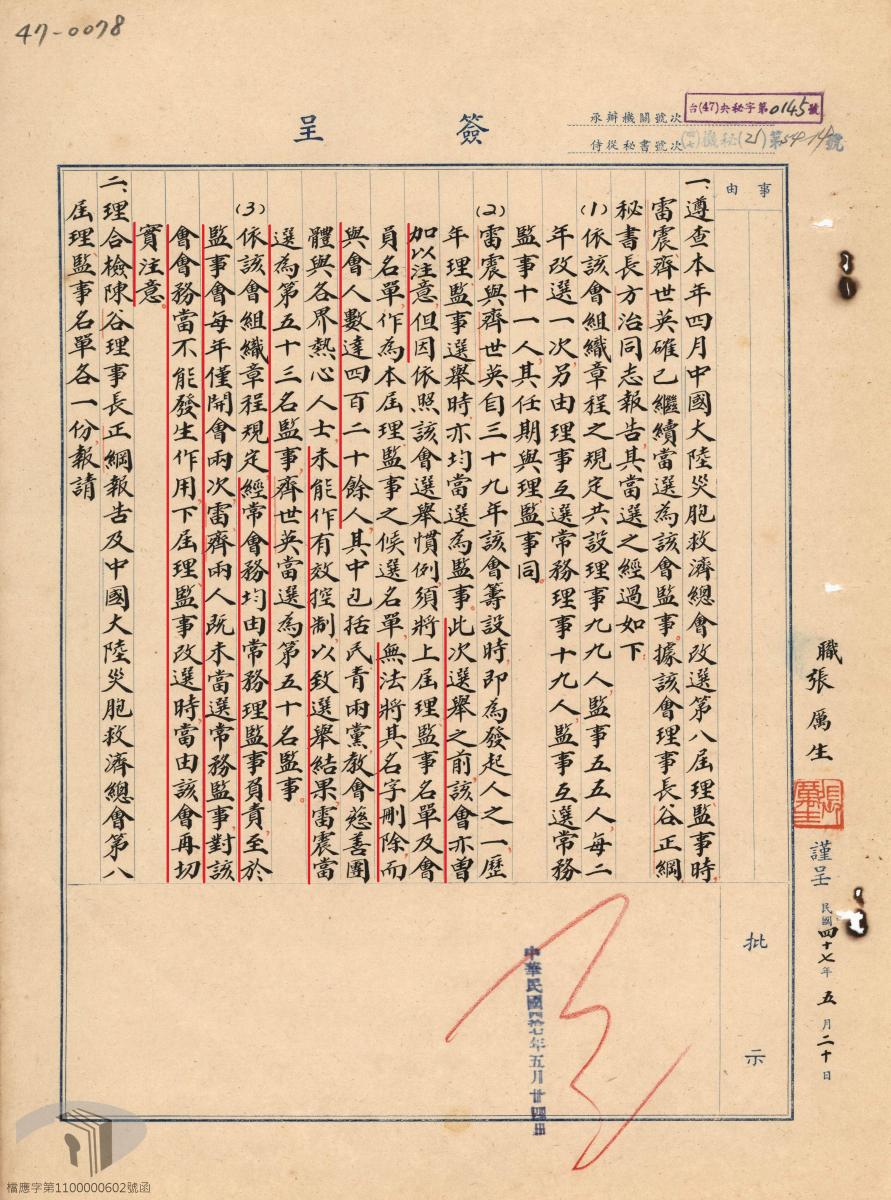 47-0078
簽呈
承辦機關號次
台(47)央秘字第0145號
侍從秘書號次
事由
一、遵查本年四月中國大陸災胞救濟總會改選第八屆理監事時，
雷震齊世英確已繼續當選為該會監事。據該會理事長谷正綱
秘書長方治同志報告其當選之經過如下：
(1)依該會組織章程之規定共設理事九九人，監事五五人，每二
年改選一次，另由理事互選常務理事十九人，監事互選常務
監事十一人，其任期與理監事同。
(2)雷震與齊世英自三十九年該會籌設時，即為發起人之一，歷
年理監事選舉時，亦均當選為監事。此次選舉之前，該會亦曾
加以注意，但因依照該會選舉慣例，須將上屆理監事名單及會
員名單，作為本屆理監事之候選名單，無法將其名字刪除，而
與會人數達四百二十餘人，其中包括民青兩黨，教會慈善團
體與各界熱心人士，未能作有效控制，以致選舉結果，雷震當
選為第五十三名監事，齊世英當選為第五十名監事。
(3)依該會組織章程規定，經常會務均由常務理監事負責，至於
監事會每年僅開會兩次，雷齊兩人既未當選常務監事，對該
會會務當不能發生作用，下屆理監事改選時，當由該會再切
實注意。
二、理合檢陳谷理事長正綱報告及中國大陸災胞救濟總會第八
屆理監事名單各一份，報請
職張厲生
謹呈
民國四十七年五月二十日
批示
中華民國四拾七年五月廿四日
檔應字第1100000602號函